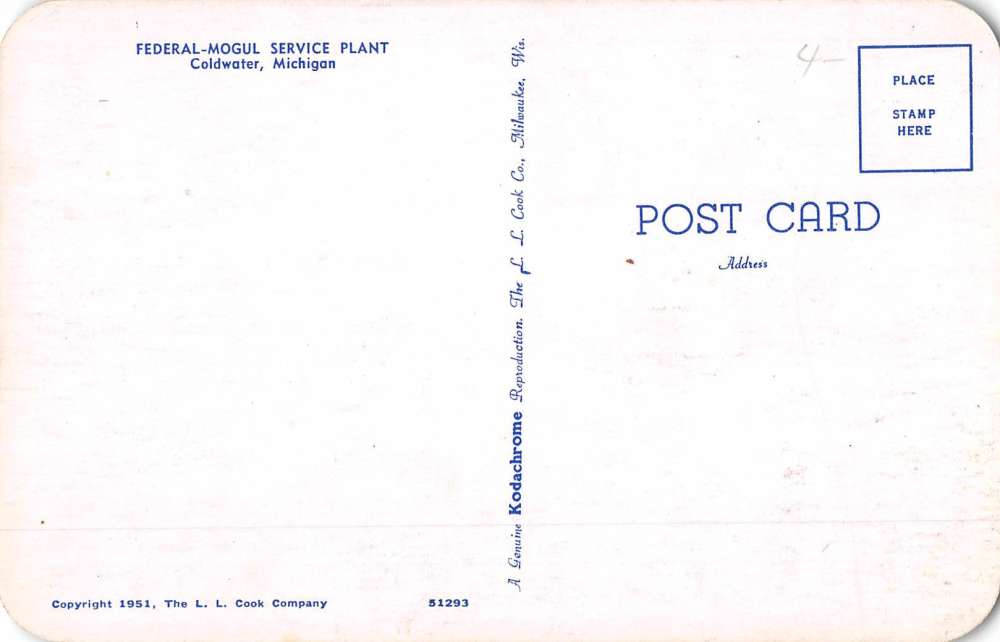 FEDERAL-MOGUL SERVICE PLANT
Coldwater, Michigan
A Genuine Kodachrome Reproduction. The L. L. Cook Co., Milwaukee, Wis.
4-
PLACE
STAMP
HERE
POST CARD
Address
Copyright 1951, The L. L. Cook Company
51293